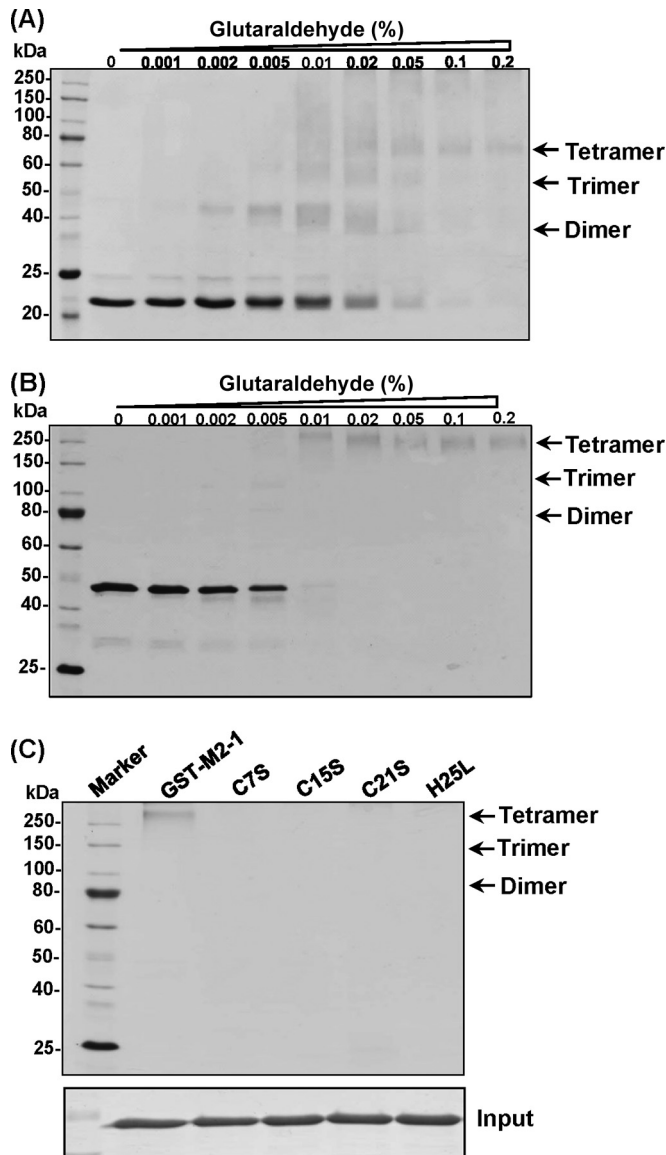 (A)
Glutaraldehyde (%)
kDa
0 0.001 0.002 0.005 0.01 0.02 0.05 0.1 0.2
250-
150-
100-
80-
60-
50-
40-
25-
20-
Tetramer
Trimer
Dimer
(B)
Glutaraldehyde (%)
kDa
0 0.001 0.002 0.005 0.01 0.02 0.05 0.1 0.2
250-
150-
100-
80-
60-
50-
40-
25-
Tetramer
Trimer
Dimer
(C)
Marker GST-M2-1 C7S C15S C21S H25L
kDa
250-
150-
100-
80-
60-
50-
40-
25-
Tetramer
Trimer
Dimer
Input